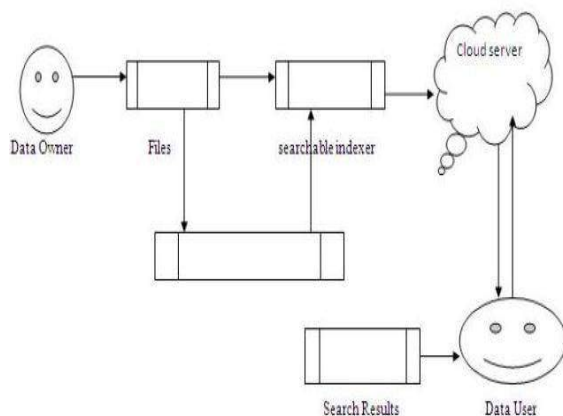 Cloud server
Data Owner
Files
searchable indexer
Search Results
Data User